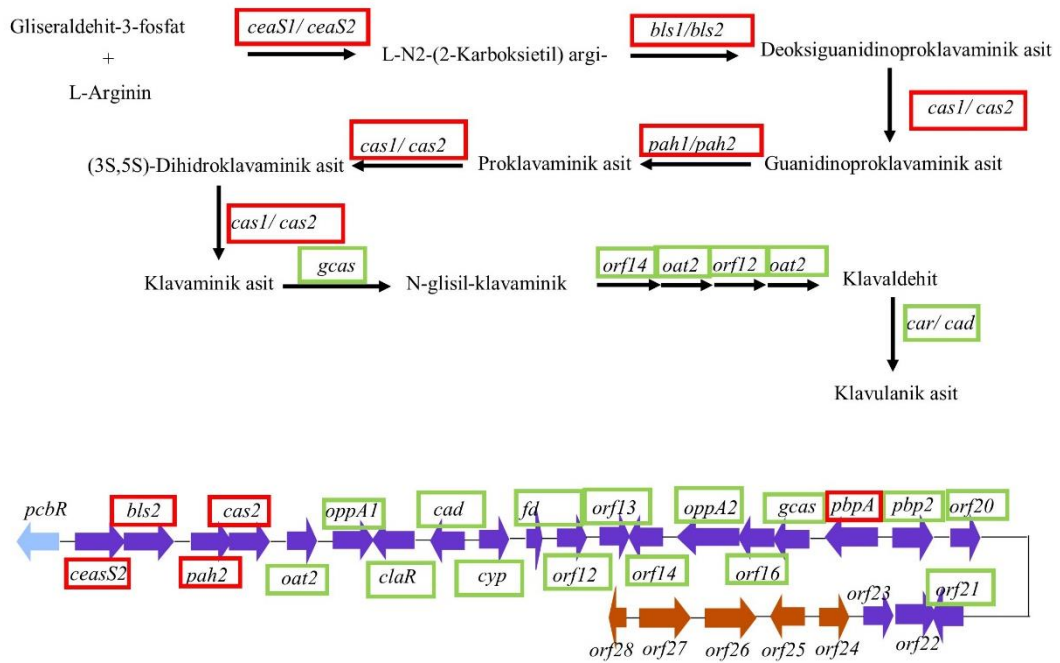 Gliseraldehit-3-fosfat
+
L-Arginin
ceaS1/ ceaS2
L-N2-(2-Karboksietil) argi-
bls1/bls2
Deoksiguanidinoproklavaminik asit
cas1/ cas2
(3S,5S)-Dihidroklavaminik asit
cas1/ cas2
Proklavaminik asit
pah1/pah2
Guanidinoproklavaminik asit
cas1/ cas2
Klavaminik asit
gcas
N-glisil-klavaminik
orf14 oat2 orf12 oat2
Klavaldehit
car/ cad
Klavulanik asit
pcbR bls2 cas2 oppA1 cad fd orf13 oppA2 gcas pbpA pbp2 orf20
ceasS2 pah2 oat2 claR cyp orf12 orf14 orf16
orf23 orf21
orf28 orf27 orf26 orf25 orf24 orf22